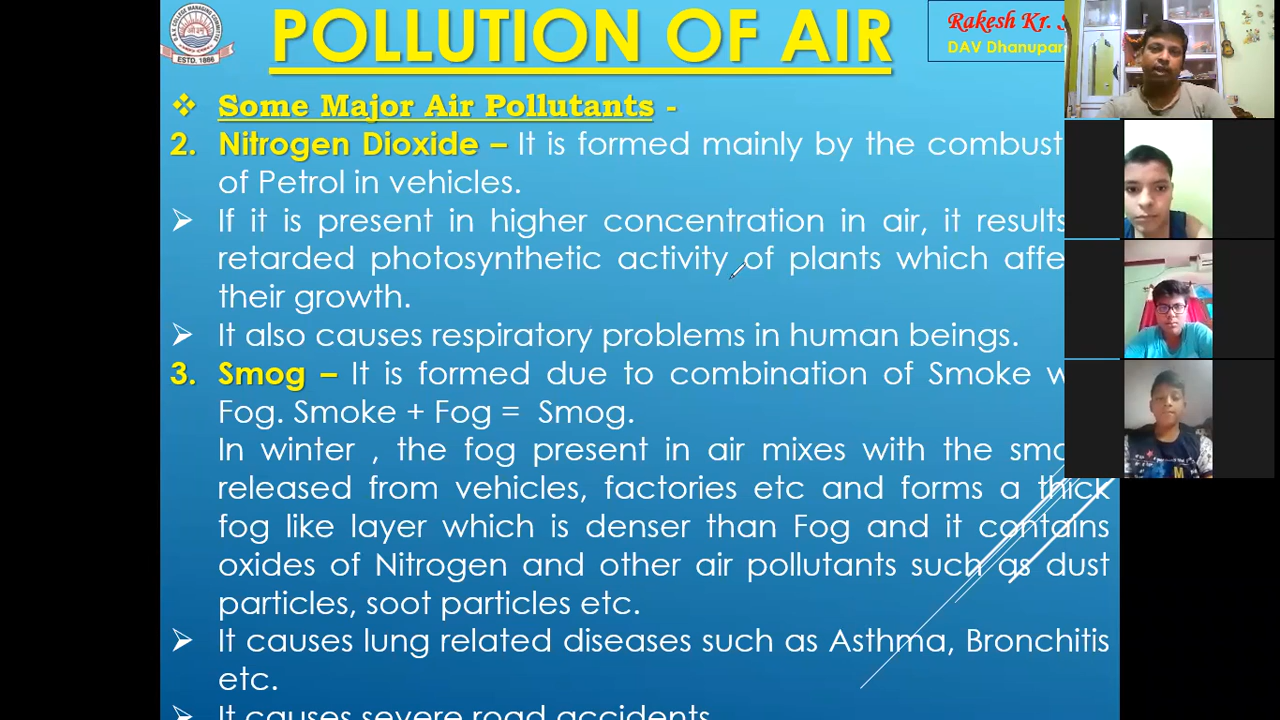 POLLUTION OF AIR
Rakesh Kr. S
DAV Dhanupar
ESTD. 1886
❖ Some Major Air Pollutants -
2. Nitrogen Dioxide – It is formed mainly by the combust
of Petrol in vehicles.
➢ If it is present in higher concentration in air, it results
retarded photosynthetic activity of plants which affe
their growth.
➢ It also causes respiratory problems in human beings.
3. Smog – It is formed due to combination of Smoke w
Fog. Smoke + Fog = Smog.
In winter , the fog present in air mixes with the smo
released from vehicles, factories etc and forms a thick
fog like layer which is denser than Fog and it contains
oxides of Nitrogen and other air pollutants such as dust
particles, soot particles etc.
➢ It causes lung related diseases such as Asthma, Bronchitis
etc.
➢ It causes severe road accidents